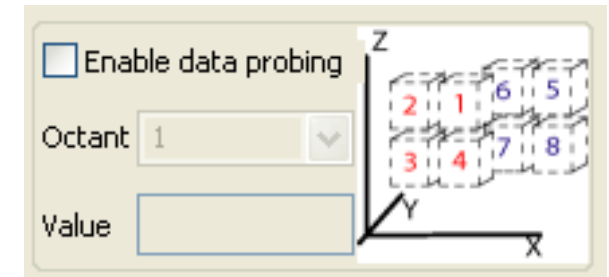 Enable data probing
Octant 1
Value
Z
2 1 6 5
3 4 7 8
Y
X